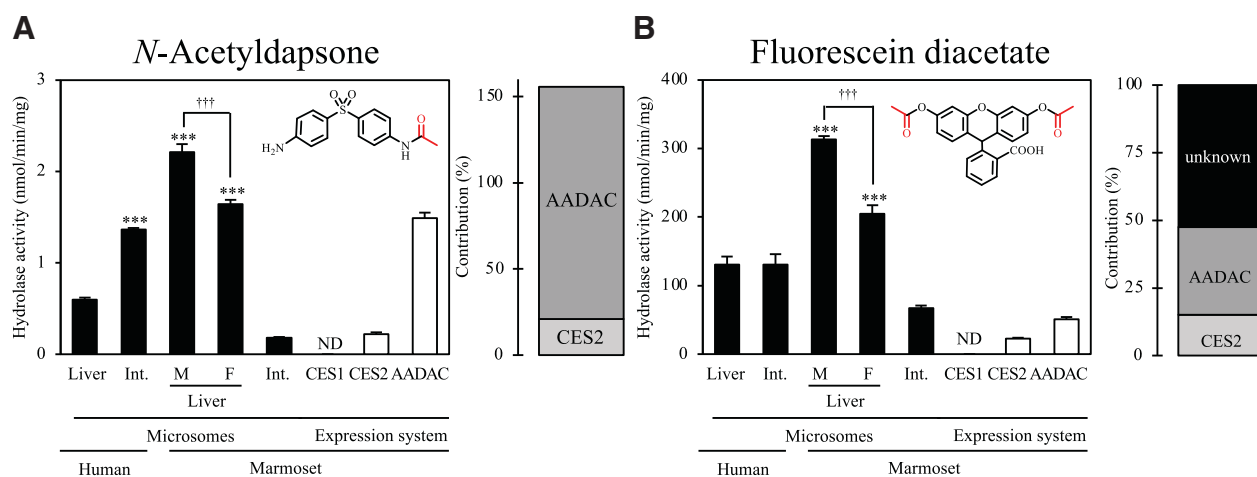 A
N-Acetyldapsone
Hydrolase activity (nmol/min/mg)
3
2
1
0
***
***
***
†††
ND
O O
S
H2N
N
H
O
Liver Int. M F Int. CES1 CES2 AADAC
Liver
Microsomes Expression system
Human Marmoset
Contribution (%)
150
100
50
0
AADAC
CES2
B
Fluorescein diacetate
Hydrolase activity (nmol/min/mg)
400
300
200
100
0
***
***
†††
ND
O O O
O O
COOH
Liver Int. M F Int. CES1 CES2 AADAC
Liver
Microsomes Expression system
Human Marmoset
Contribution (%)
100
75
50
25
0
unknown
AADAC
CES2